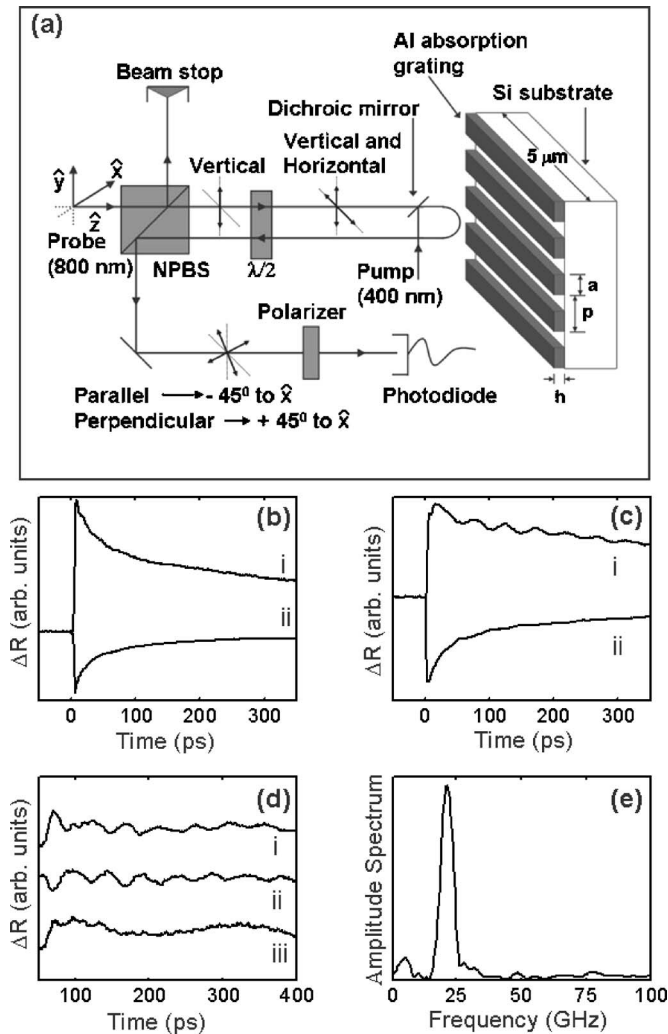 (a)
Al absorption
grating
Beam stop
Si substrate
Dichroic mirror
Vertical and
Horizontal
Vertical
5 μm
ŷ
x̂
ẑ
Probe
(800 nm)
NPBS
λ/2
Pump
(400 nm)
a
p
h
Polarizer
Photodiode
Parallel → - 45⁰ to x̂
Perpendicular → + 45⁰ to x̂
(b)
i
ii
ΔR (arb. units)
0 100 200 300
Time (ps)
(c)
i
ii
ΔR (arb. units)
0 100 200 300
Time (ps)
(d)
i
ii
iii
ΔR (arb. units)
100 200 300 400
Time (ps)
(e)
Amplitude Spectrum
0 25 50 75 100
Frequency (GHz)